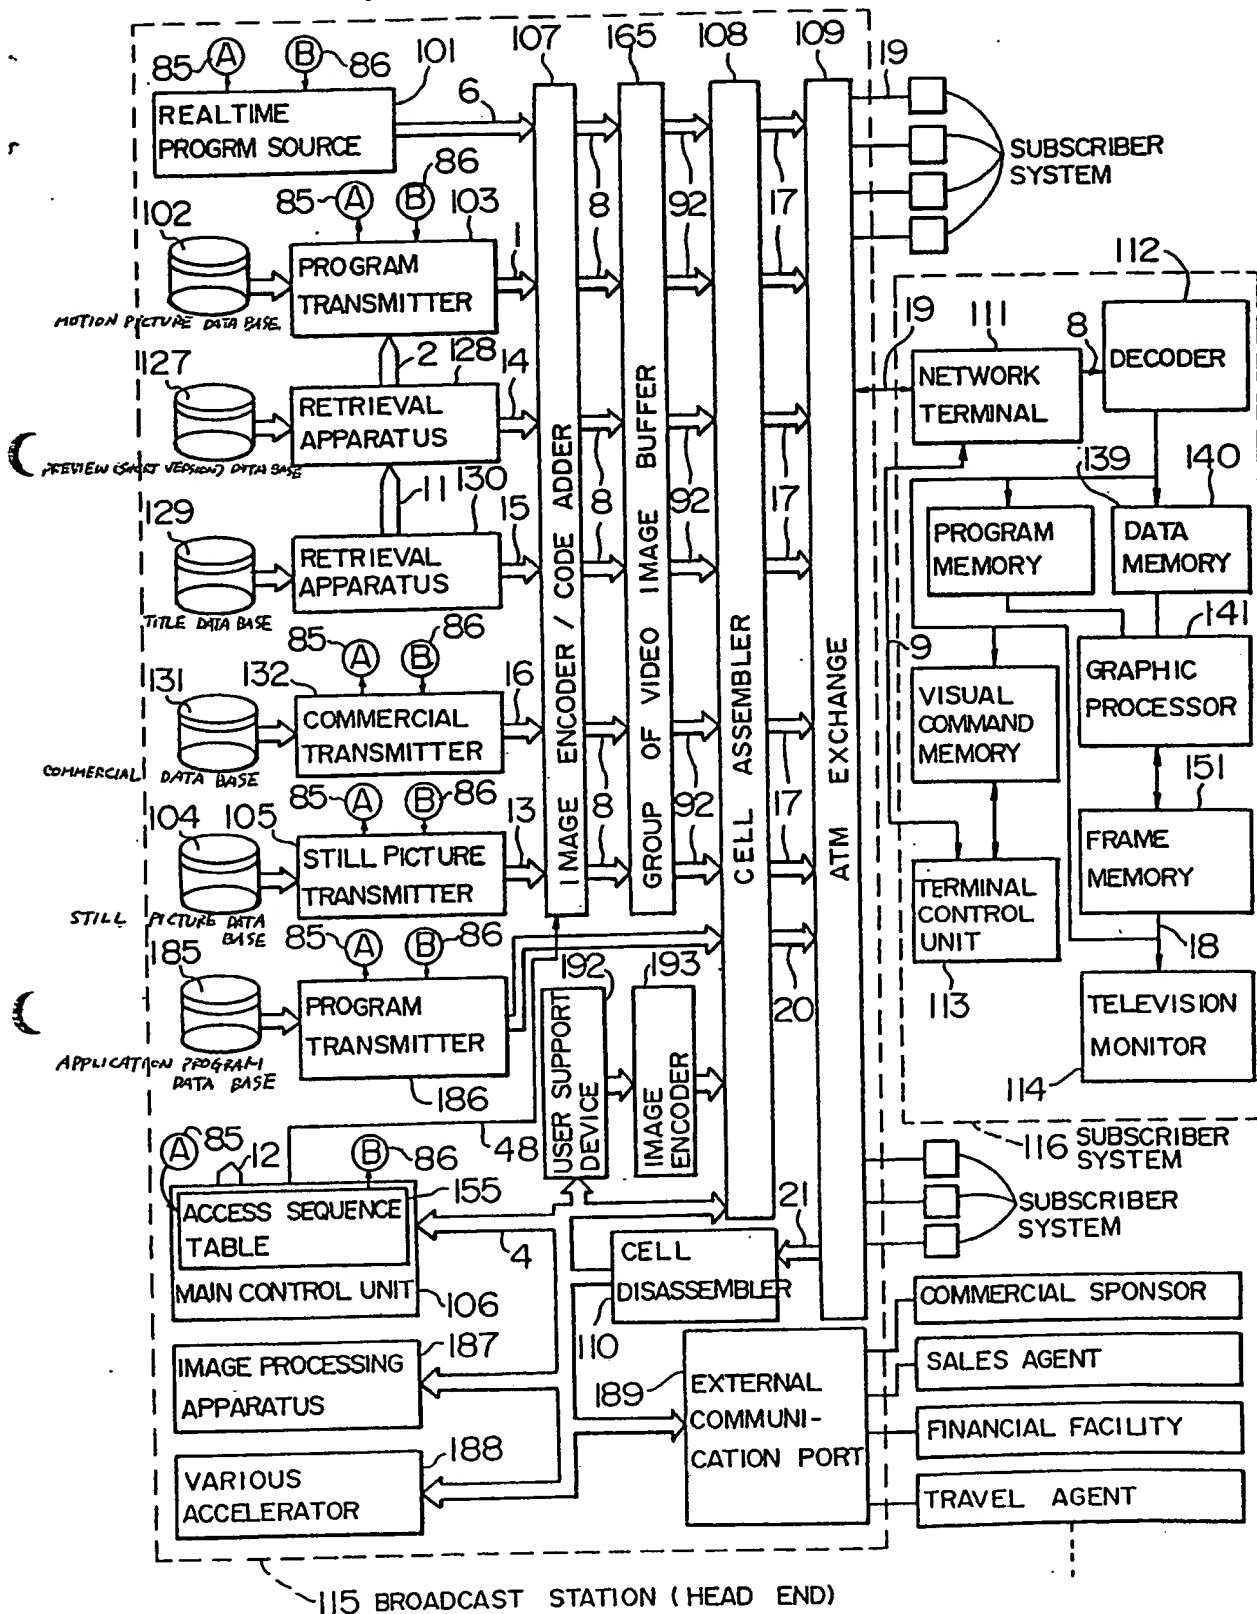 107
165
108
109
85
A
B
86
101
6
19
REALTIME
PROGRM SOURCE
SUBSCRIBER
SYSTEM
8
92
17
102
85
A
B
86
103
1
8
92
17
PROGRAM
TRANSMITTER
MOTION PICTURE DATA BASE
112
111
19
8
DECODER
NETWORK
TERMINAL
127
2
128
14
RETRIEVAL
APPARATUS
PREVIEW (SHORT VERSION) DATA BASE
8
92
17
139
140
129
11
130
15
RETRIEVAL
APPARATUS
TITLE DATA BASE
PROGRAM
MEMORY
DATA
MEMORY
IMAGE ENCODER / CODE ADDER
GROUP OF VIDEO IMAGE BUFFER
CELL ASSEMBLER
ATM EXCHANGE
9
141
85
A
B
86
131
132
16
COMMERCIAL
TRANSMITTER
COMMERCIAL DATA BASE
VISUAL
COMMAND
MEMORY
GRAPHIC
PROCESSOR
151
85
A
B
86
104
105
13
8
92
17
STILL PICTURE
TRANSMITTER
STILL PICTURE DATA
BASE
FRAME
MEMORY
TERMINAL
CONTROL
UNIT
113
18
85
A
B
86
185
192
193
20
PROGRAM
TRANSMITTER
186
APPLICATION PROGRAM
DATA BASE
TELEVISION
MONITOR
114
USER SUPPORT
DEVICE
IMAGE
ENCODER
48
116 SUBSCRIBER
SYSTEM
A
85
12
B
86
155
ACCESS SEQUENCE
TABLE
MAIN CONTROL UNIT
106
4
21
SUBSCRIBER
SYSTEM
CELL
DISASSEMBLER
110
COMMERCIAL SPONSOR
187
IMAGE PROCESSING
APPARATUS
189
EXTERNAL
COMMUNI-
CATION PORT
SALES AGENT
FINANCIAL FACILITY
188
VARIOUS
ACCELERATOR
TRAVEL AGENT
115 BROADCAST STATION (HEAD END)